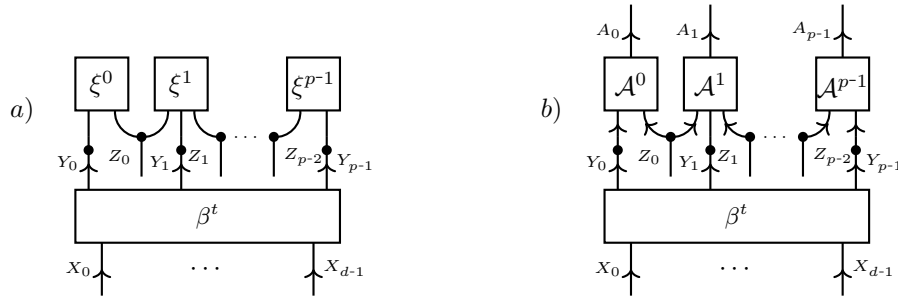 A_0 A_1 A_{p-1}
a) ξ^0 ξ^1 ξ^{p-1} b) 𝒜^0 𝒜^1 𝒜^{p-1}
··· ···
Y_0 Z_0 Y_1 Z_1 Z_{p-2} Y_{p-1} Y_0 Z_0 Y_1 Z_1 Z_{p-2} Y_{p-1}
β^t β^t
X_0 ··· X_{d-1} X_0 ··· X_{d-1}